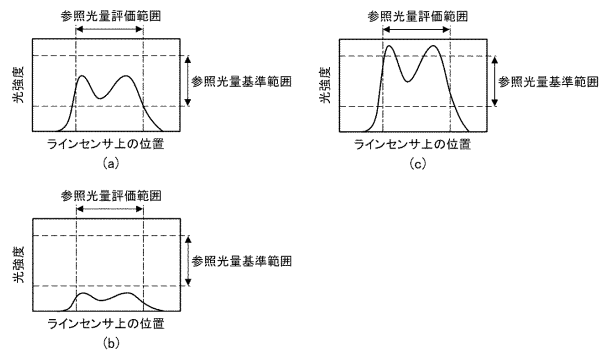 参照光量評価範囲
光強度
参照光量基準範囲
ラインセンサ上の位置
(a)
参照光量評価範囲
光強度
参照光量基準範囲
ラインセンサ上の位置
(c)
参照光量評価範囲
光強度
参照光量基準範囲
ラインセンサ上の位置
(b)